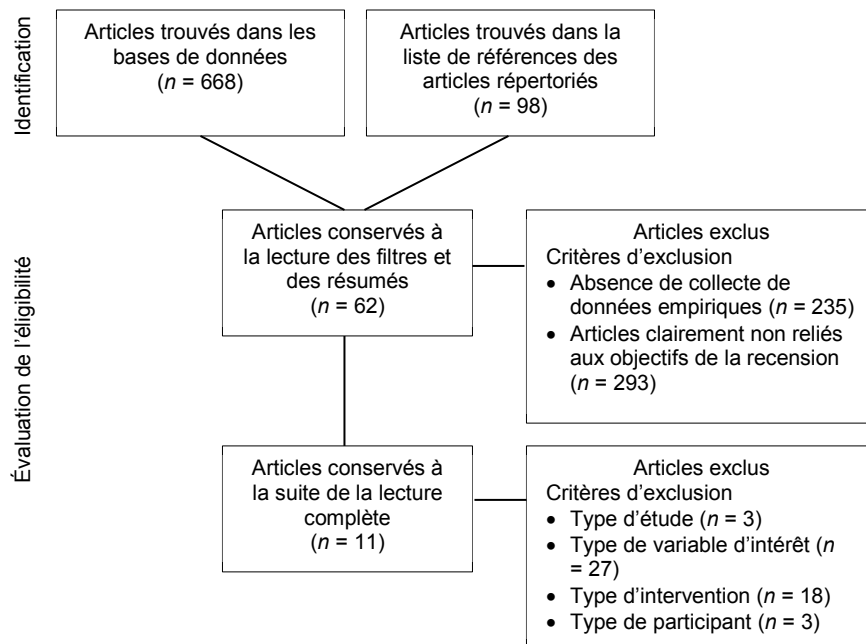 Identification
Articles trouvés dans les
bases de données
(n = 668)
Articles trouvés dans la
liste de références des
articles répertoriés
(n = 98)
Évaluation de l'éligibilité
Articles conservés à
la lecture des filtres et
des résumés
(n = 62)
Articles exclus
Critères d'exclusion
• Absence de collecte de
données empiriques (n = 235)
• Articles clairement non reliés
aux objectifs de la recension
(n = 293)
Articles conservés à
la suite de la lecture
complète
(n = 11)
Articles exclus
Critères d'exclusion
• Type d'étude (n = 3)
• Type de variable d'intérêt (n
= 27)
• Type d'intervention (n = 18)
• Type de participant (n = 3)